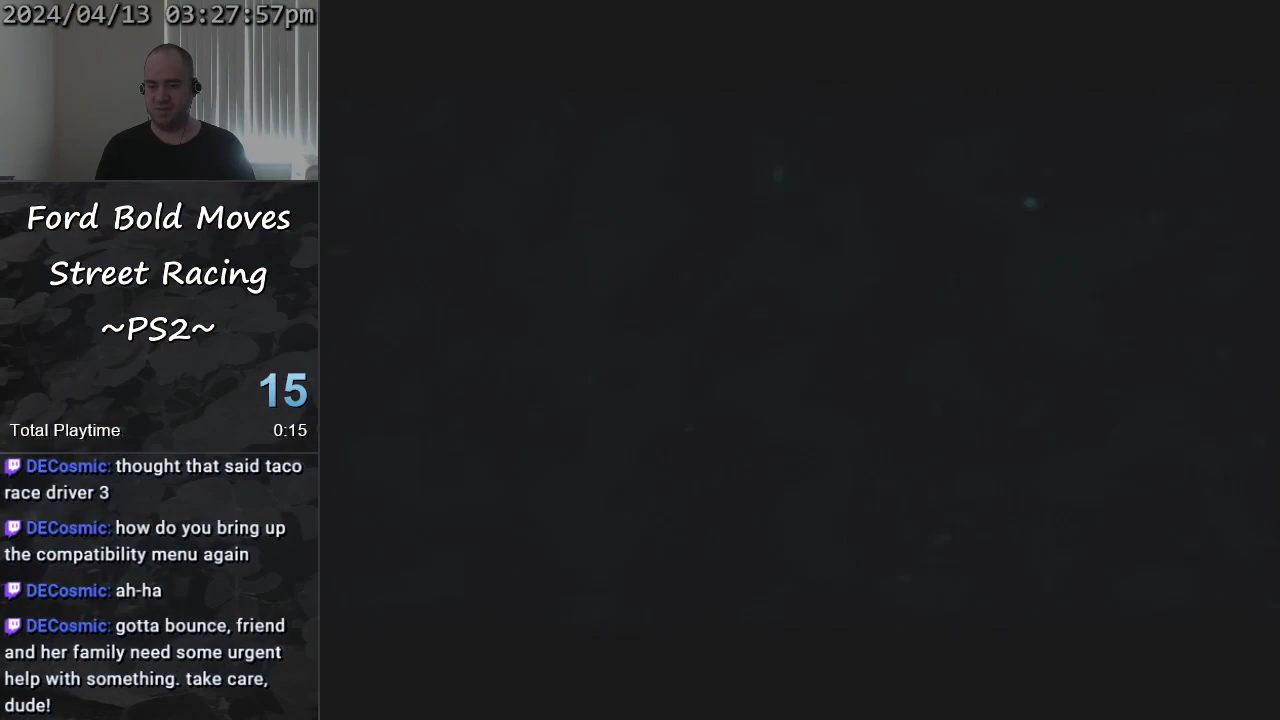 2024/04/13 03:27:57pm
Ford Bold Moves
Street Racing
~PS2~
15
Total Playtime 0:15
DECosmic: thought that said taco
race driver 3
DECosmic: how do you bring up
the compatibility menu again
DECosmic: ah-ha
DECosmic: gotta bounce, friend
and her family need some urgent
help with something. take care,
dude!